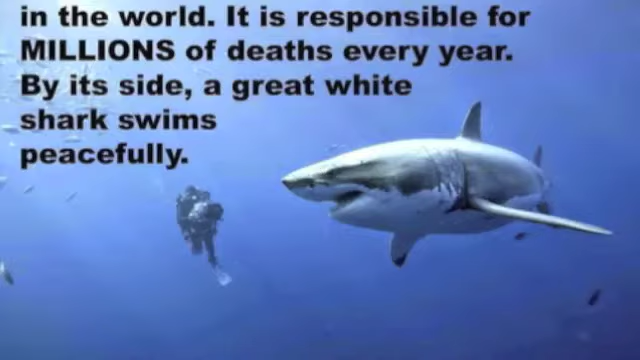 in the world. It is responsible for
MILLIONS of deaths every year.
By its side, a great white
shark swims
peacefully.